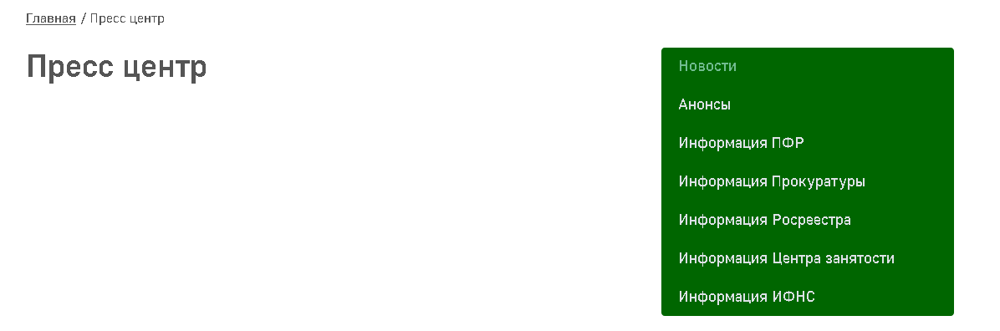 Главная / Пресс центр
Пресс центр
Новости
Анонсы
Информация ПФР
Информация Прокуратуры
Информация Росреестра
Информация Центра занятости
Информация ИФНС